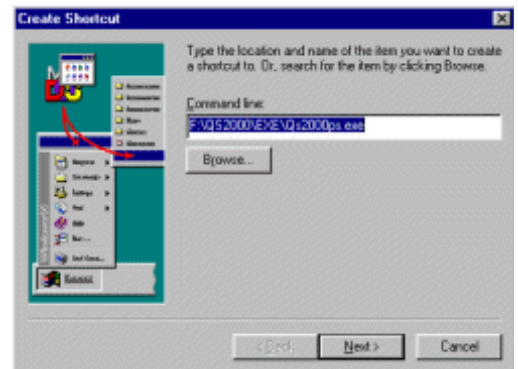 Create Shortcut
Type the location and name of the item you want to create
a shortcut to. Or, search for the item by clicking Browse.
Command line:
F:\QS2000\EXE\Qs2000ps.exe
Browse...
< Back
Next >
Cancel